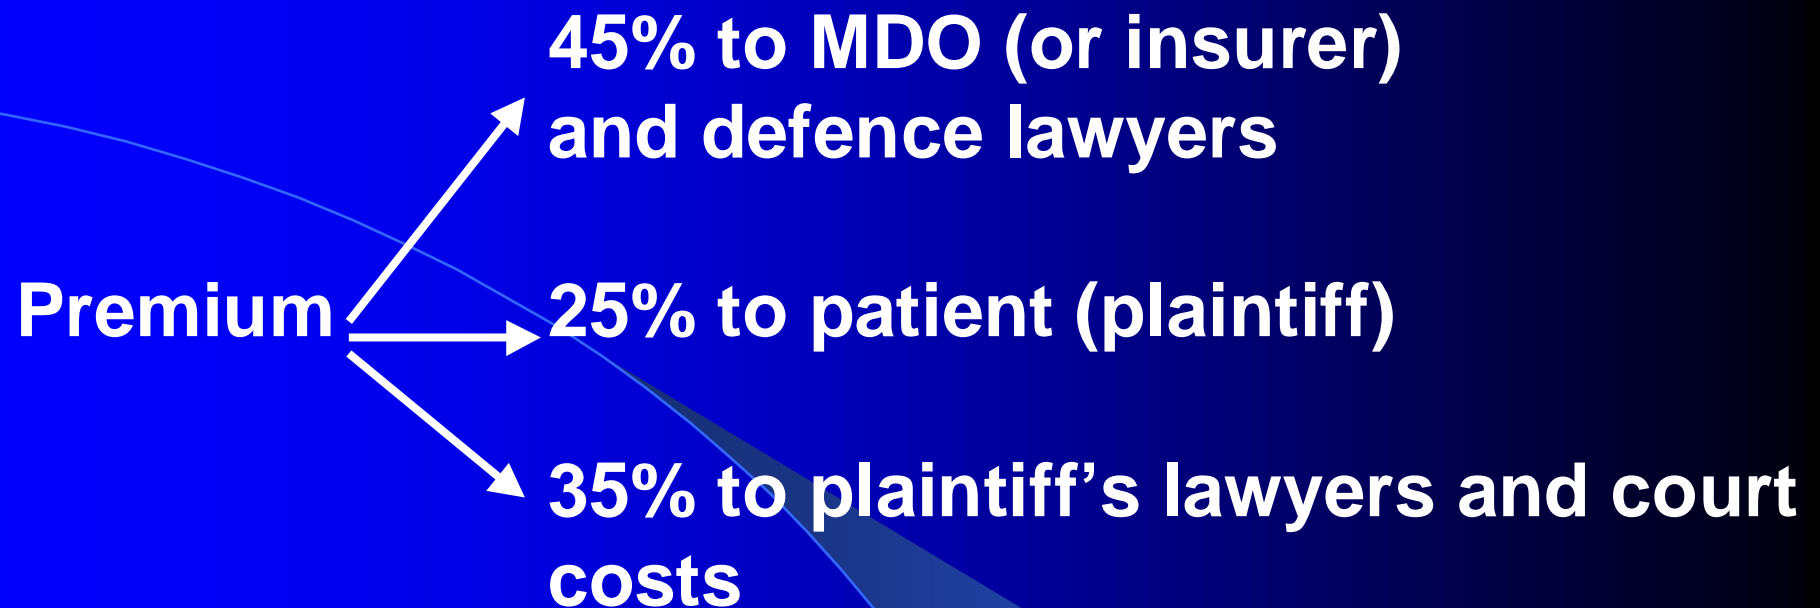 45% to MDO (or insurer)
and defence lawyers
Premium
25% to patient (plaintiff)
35% to plaintiff’s lawyers and court
costs